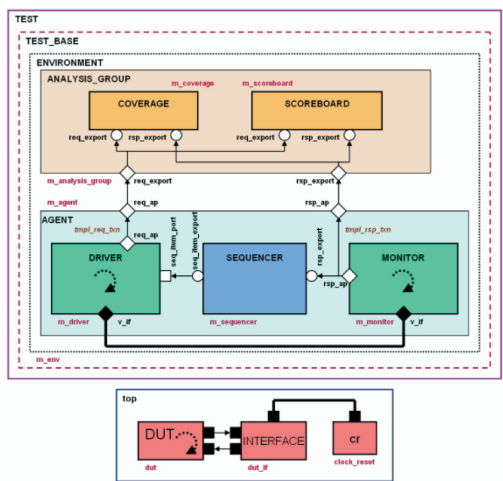 TEST
TEST_BASE
ENVIRONMENT
ANALYSIS_GROUP
m_coverage
m_scoreboard
COVERAGE
SCOREBOARD
req_export
rsp_export
req_export
rsp_export
m_analysis_group
req_export
rsp_export
m_agent
req_ap
rsp_ap
AGENT
tmpl_req_txn
tmpl_rsp_txn
req_ap
seq_item_port
seq_item_export
rsp_export
DRIVER
SEQUENCER
MONITOR
rsp_ap
m_driver
v_if
m_sequencer
m_monitor
v_if
m_env
top
DUT
INTERFACE
cr
dut
dut_if
clock_reset